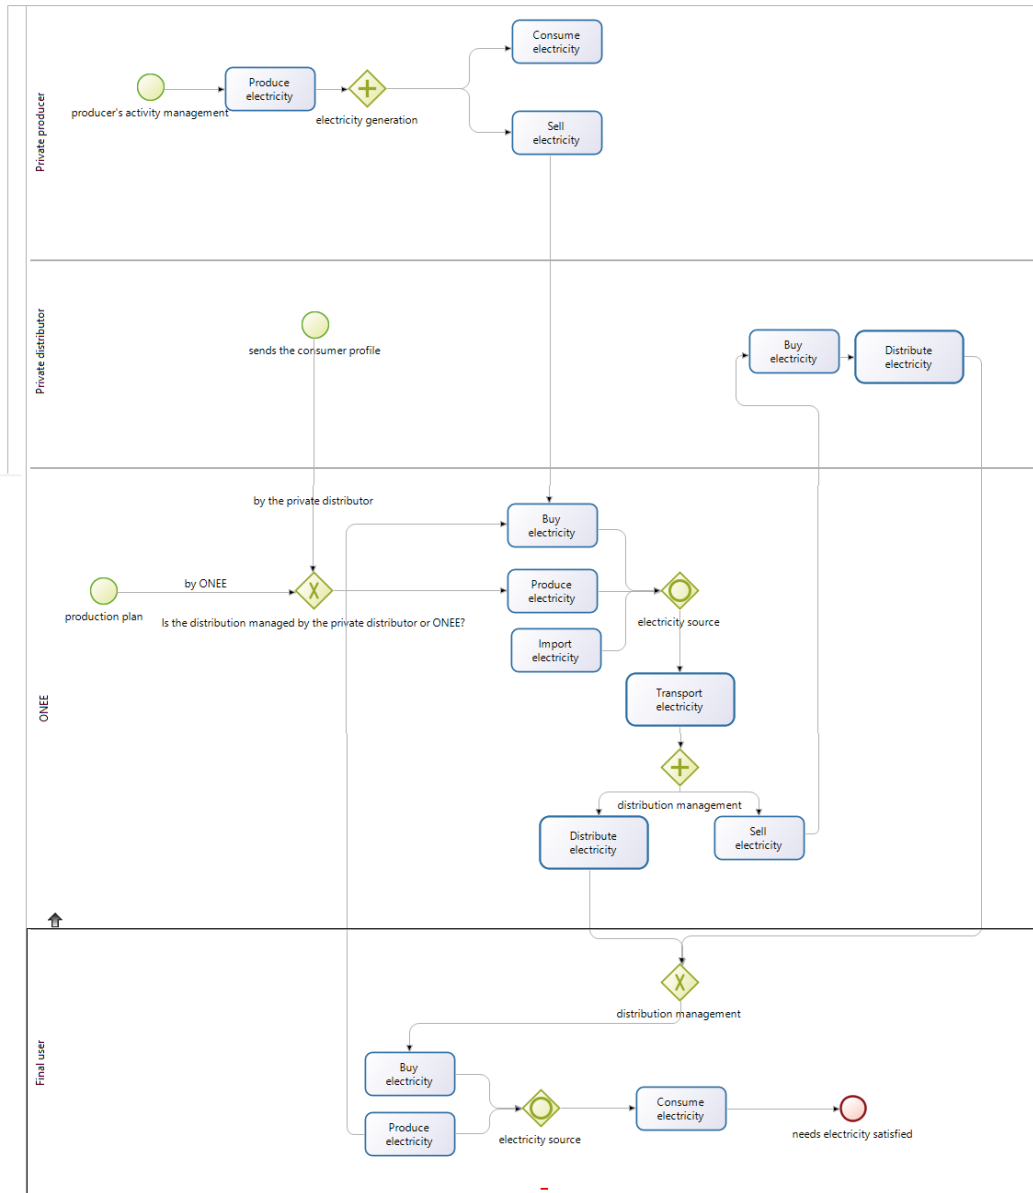 Private producer
producer's activity management
Produce
electricity
electricity generation
Consume
electricity
Sell
electricity
Private distributor
sends the consumer profile
Buy
electricity
Distribute
electricity
ONEE
by the private distributor
by ONEE
production plan
Is the distribution managed by the private distributor or ONEE?
Buy
electricity
Produce
electricity
Import
electricity
electricity source
Transport
electricity
distribution management
Distribute
electricity
Sell
electricity
Final user
distribution management
Buy
electricity
Produce
electricity
electricity source
Consume
electricity
needs electricity satisfied